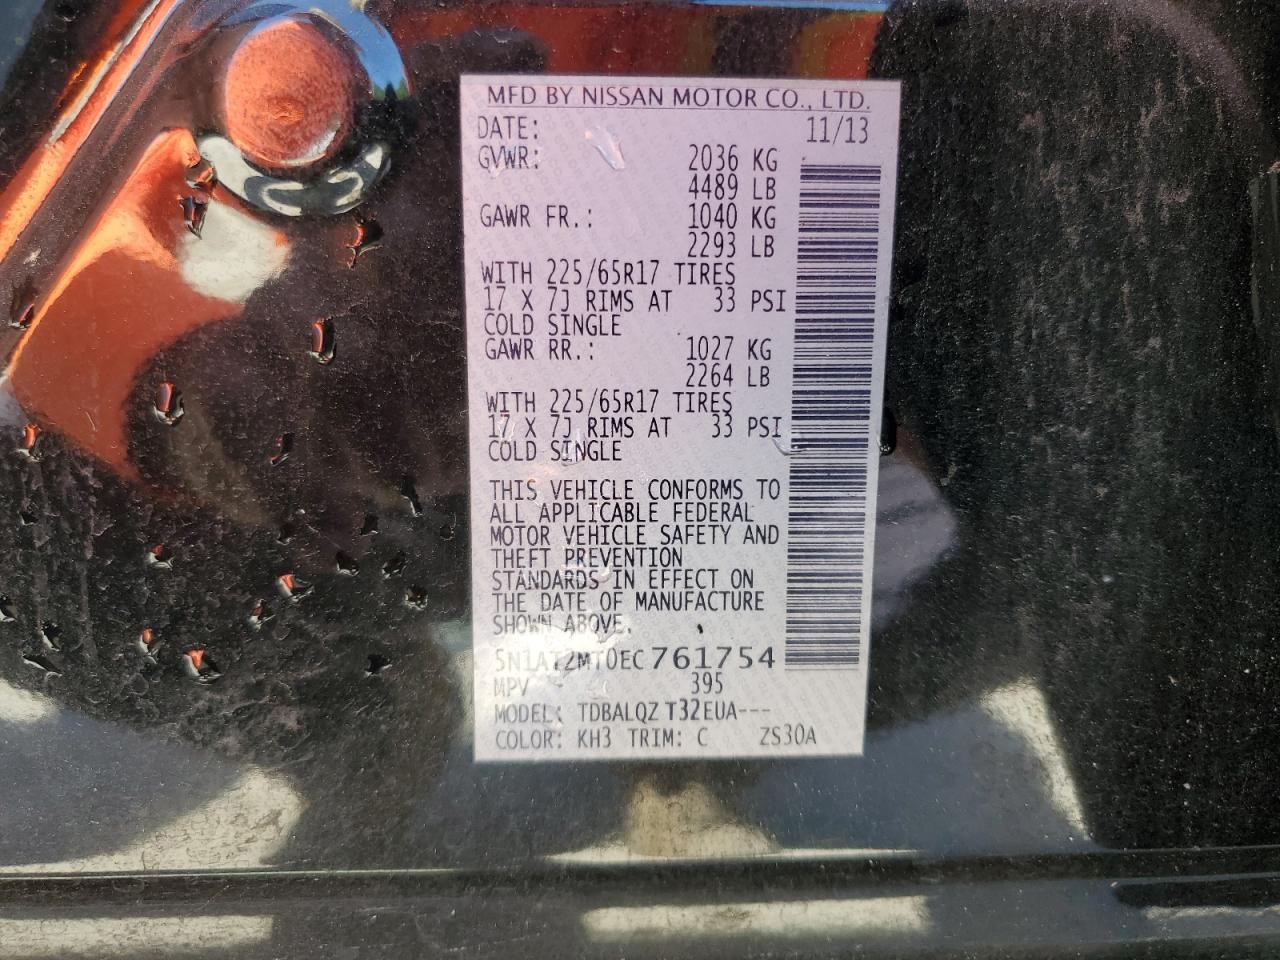 MFD BY NISSAN MOTOR CO., LTD.
DATE: 11/13
GVWR: 2036 KG
4489 LB
GAWR FR.: 1040 KG
2293 LB
WITH 225/65R17 TIRES
17 X 7J RIMS AT 33 PSI
COLD SINGLE
GAWR RR.: 1027 KG
2264 LB
WITH 225/65R17 TIRES
17 X 7J RIMS AT 33 PSI
COLD SINGLE
THIS VEHICLE CONFORMS TO
ALL APPLICABLE FEDERAL
MOTOR VEHICLE SAFETY AND
THEFT PREVENTION
STANDARDS IN EFFECT ON
THE DATE OF MANUFACTURE
SHOWN ABOVE.
5N1AT2MT0EC761754
MPV 395
MODEL: TDBALQZ T32EUA---
COLOR: KH3 TRIM: C ZS30A